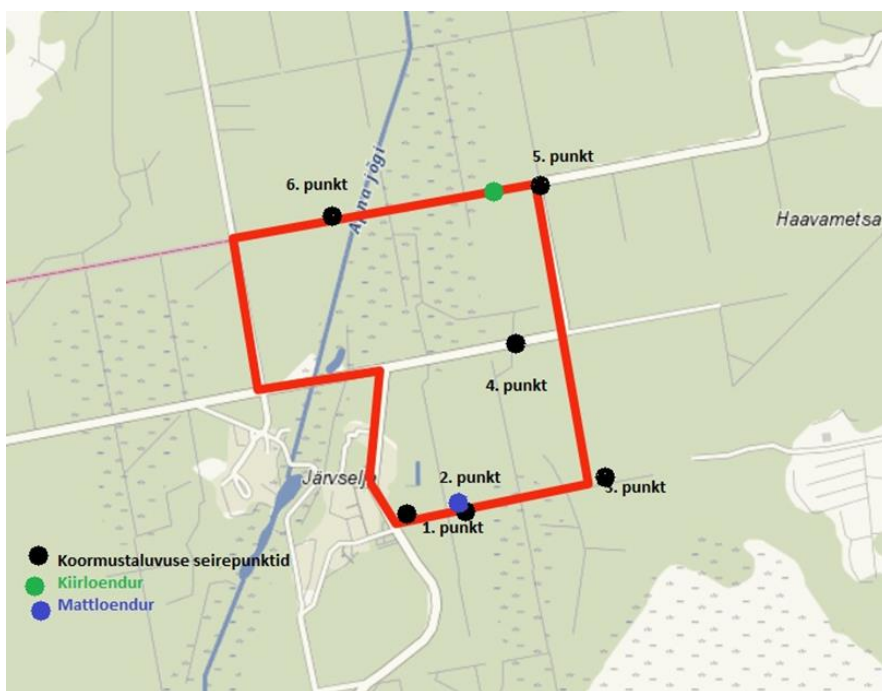 5. punkt
6. punkt
Apna jõgi
Haavametsa
4. punkt
2. punkt
Järvselja
3. punkt
1. punkt
Koormustaluvuse seirepunktid
Kiirloendur
Mattloendur